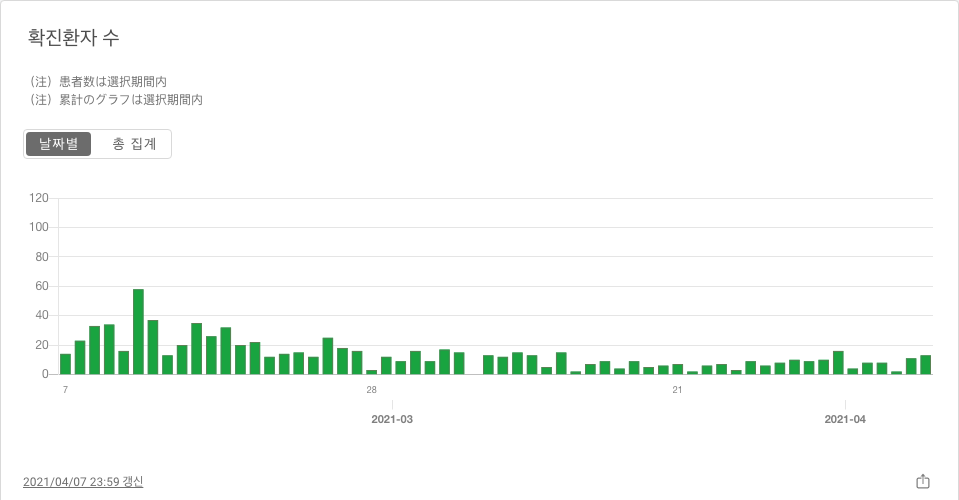 확진환자 수
（注）患者数は選択期間内
（注）累計のグラフは選択期間内
날짜별 총 집계
120
100
80
60
40
20
0
7 28 21
2021-03 2021-04
2021/04/07 23:59 갱신